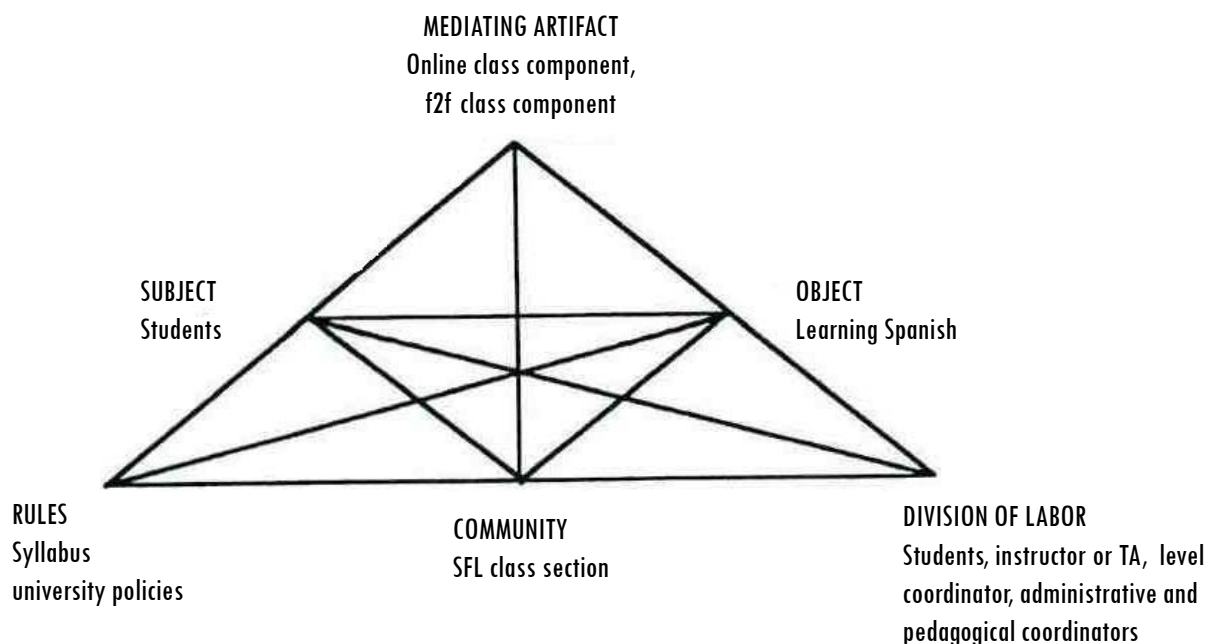 MEDIATING ARTIFACT
Online class component,
f2f class component
SUBJECT
Students
OBJECT
Learning Spanish
RULES
Syllabus
university policies
COMMUNITY
SFL class section
DIVISION OF LABOR
Students, instructor or TA, level
coordinator, administrative and
pedagogical coordinators